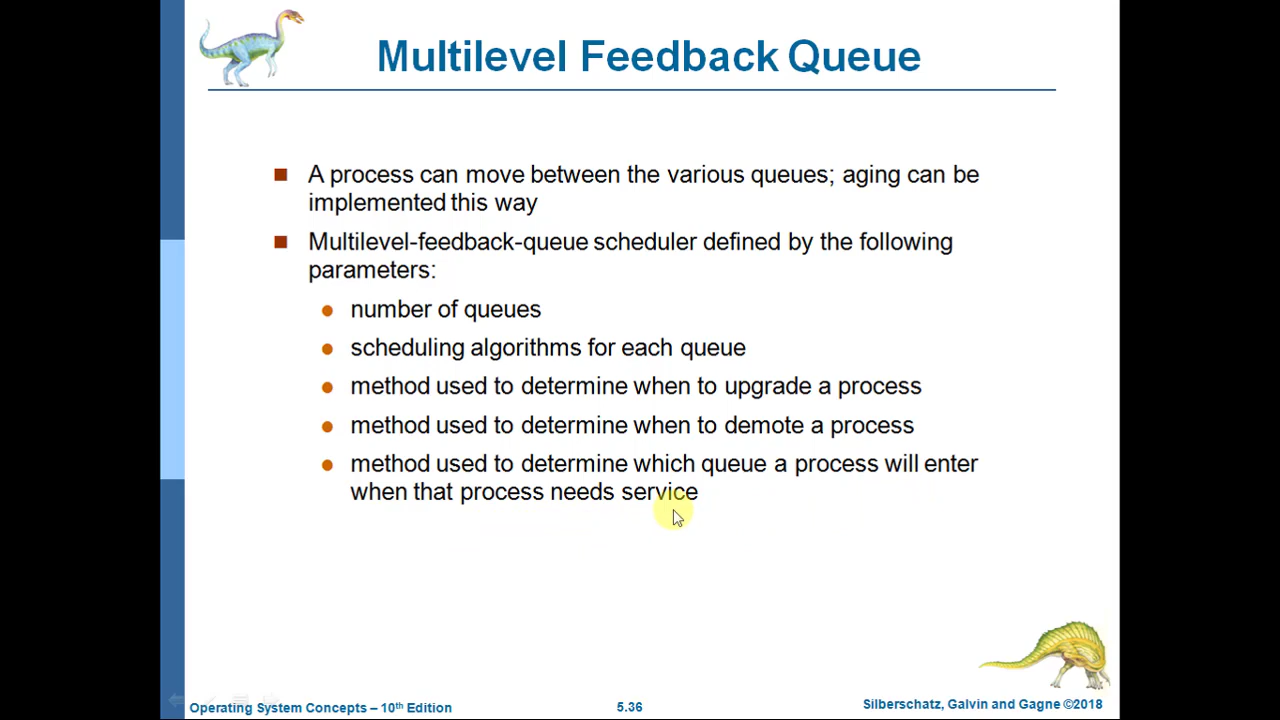 Multilevel Feedback Queue
A process can move between the various queues; aging can be
implemented this way
Multilevel-feedback-queue scheduler defined by the following
parameters:
number of queues
scheduling algorithms for each queue
method used to determine when to upgrade a process
method used to determine when to demote a process
method used to determine which queue a process will enter
when that process needs service
Operating System Concepts – 10th Edition
5.36
Silberschatz, Galvin and Gagne ©2018